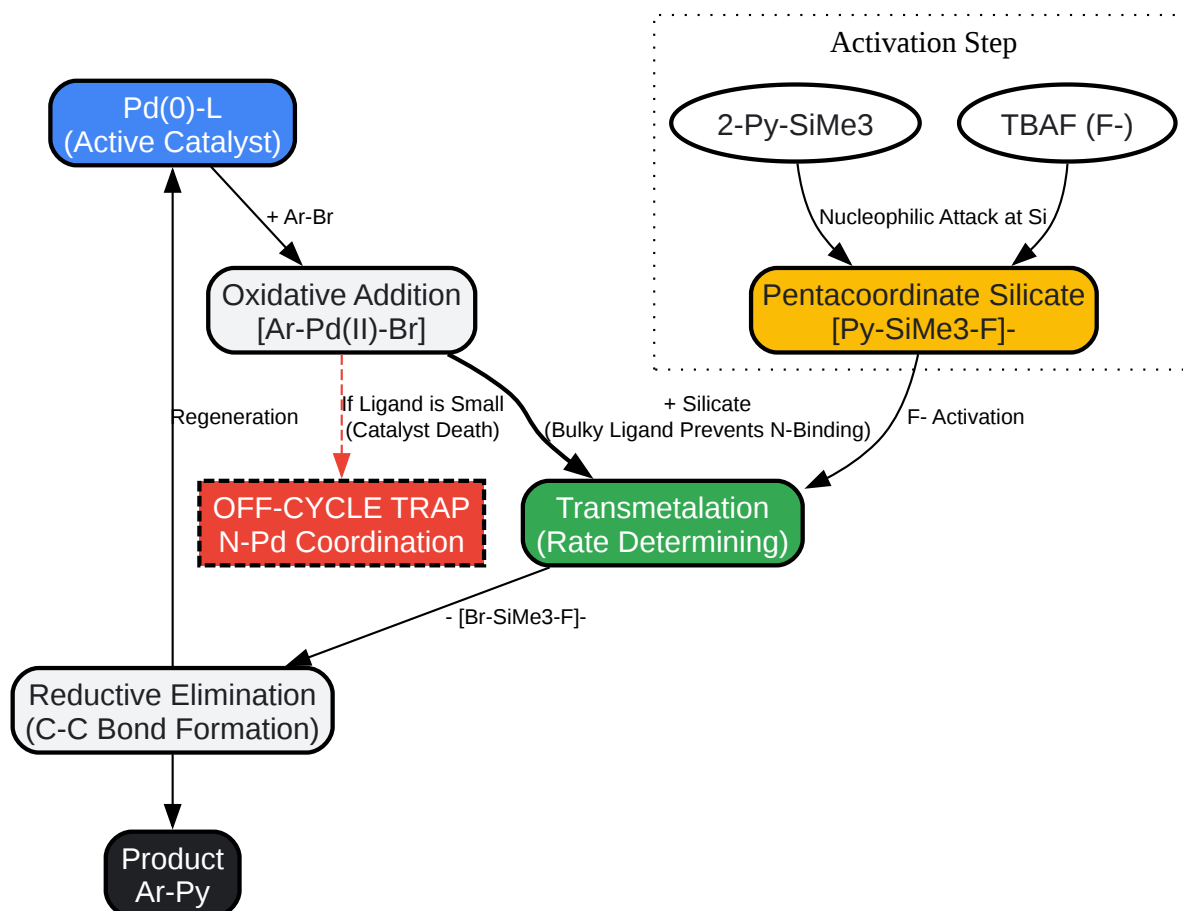 Activation Step
Pd(0)-L
(Active Catalyst)
2-Py-SiMe3
TBAF (F-)
+ Ar-Br
Nucleophilic Attack at Si
Oxidative Addition
[Ar-Pd(II)-Br]
Pentacoordinate Silicate
[Py-SiMe3-F]-
Regeneration
If Ligand is Small
(Catalyst Death)
+ Silicate
(Bulky Ligand Prevents N-Binding)
F- Activation
OFF-CYCLE TRAP
N-Pd Coordination
Transmetalation
(Rate Determining)
- [Br-SiMe3-F]-
Reductive Elimination
(C-C Bond Formation)
Product
Ar-Py